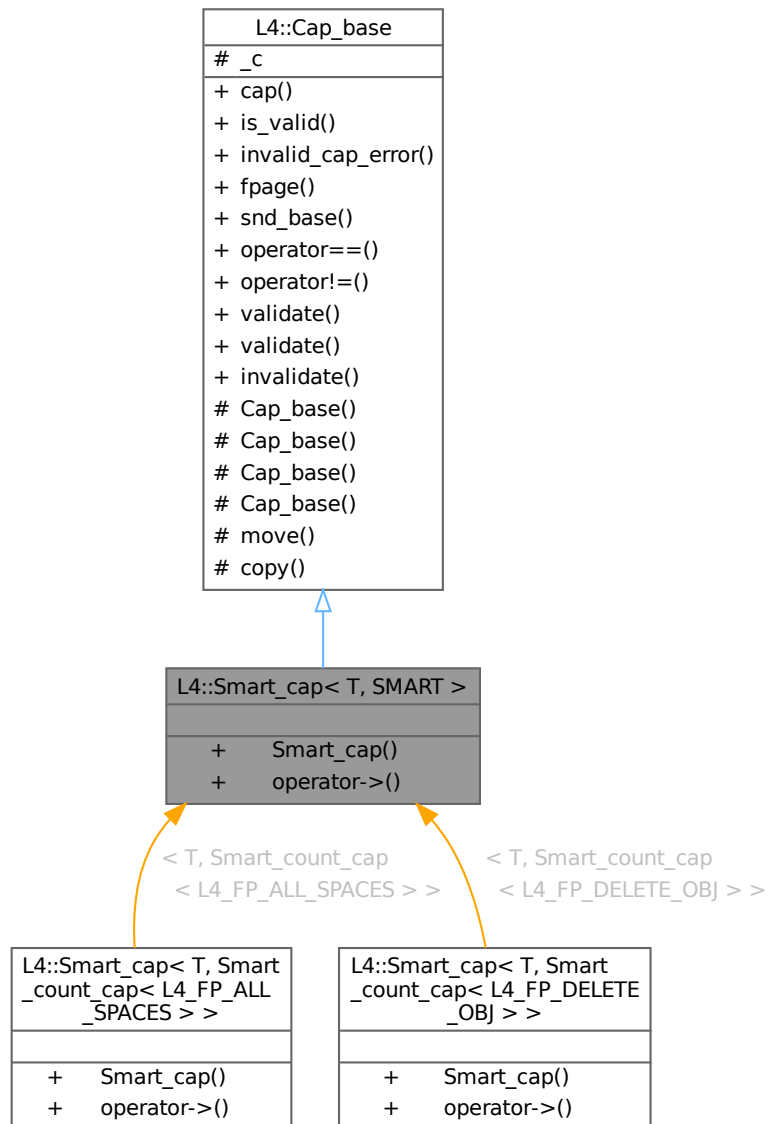 L4::Cap_base
# _c
+ cap()
+ is_valid()
+ invalid_cap_error()
+ fpage()
+ snd_base()
+ operator==()
+ operator!=()
+ validate()
+ validate()
+ invalidate()
# Cap_base()
# Cap_base()
# Cap_base()
# Cap_base()
# move()
# copy()
L4::Smart_cap< T, SMART >
+ Smart_cap()
+ operator->()
< T, Smart_count_cap
< L4_FP_ALL_SPACES > >
< T, Smart_count_cap
< L4_FP_DELETE_OBJ > >
L4::Smart_cap< T, Smart
_count_cap< L4_FP_ALL
_SPACES > >
+ Smart_cap()
+ operator->()
L4::Smart_cap< T, Smart
_count_cap< L4_FP_DELETE
_OBJ > >
+ Smart_cap()
+ operator->()